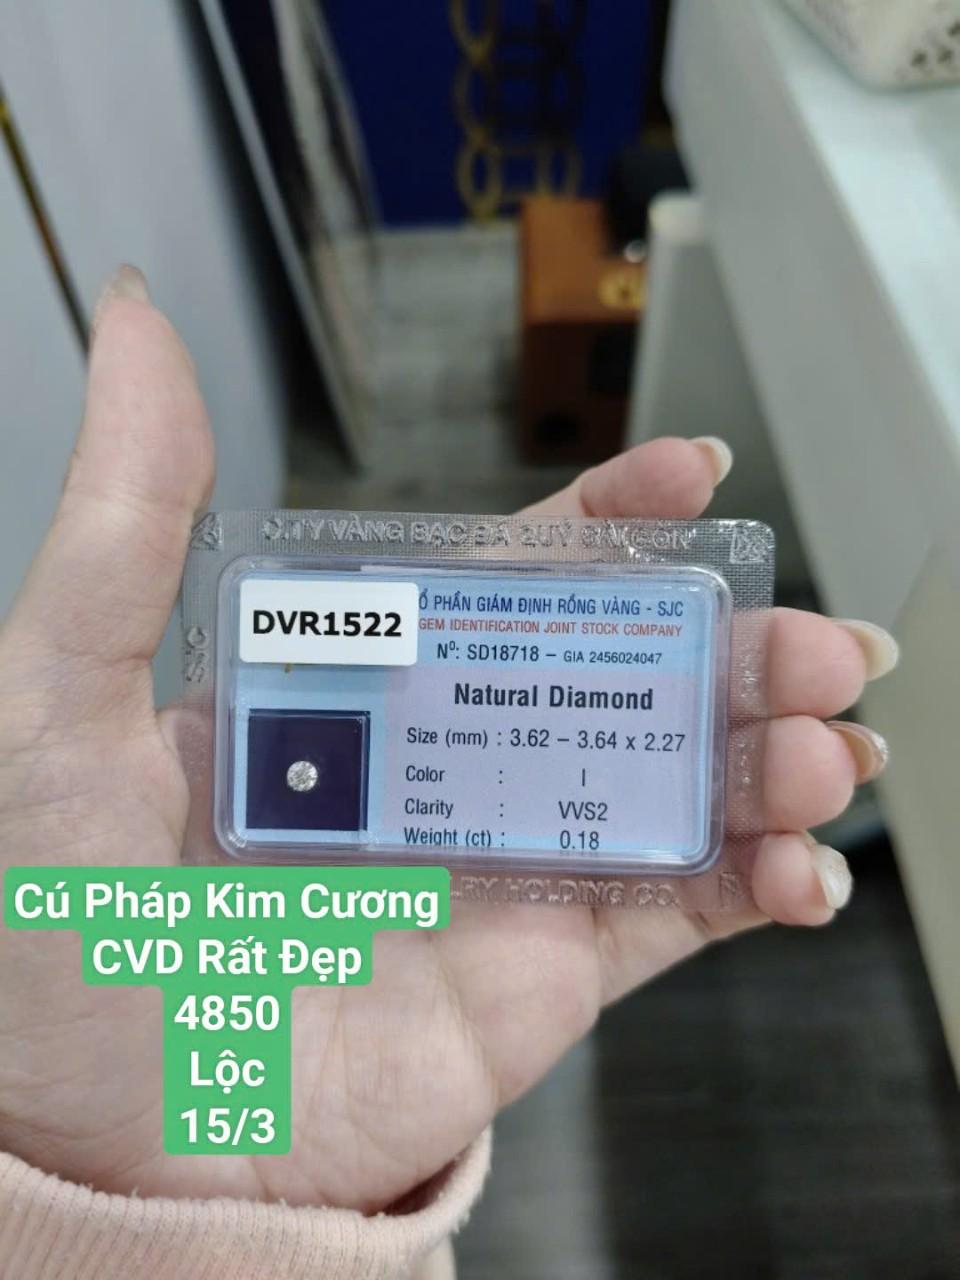 TY VÀNG BẠC ĐÁ QUÝ SÀI GÒN
SJC
DVR1522
Ổ PHẦN GIÁM ĐỊNH RỒNG VÀNG - SJC
GEM IDENTIFICATION JOINT STOCK COMPANY
Nº: SD18718 – GIA 2456024047
Natural Diamond
Size (mm) : 3.62 – 3.64 x 2.27
Color : I
Clarity : VVS2
Weight (ct) : 0.18
LRY HOLDING CO.
Cú Pháp Kim Cương
CVD Rất Đẹp
4850
Lộc
15/3